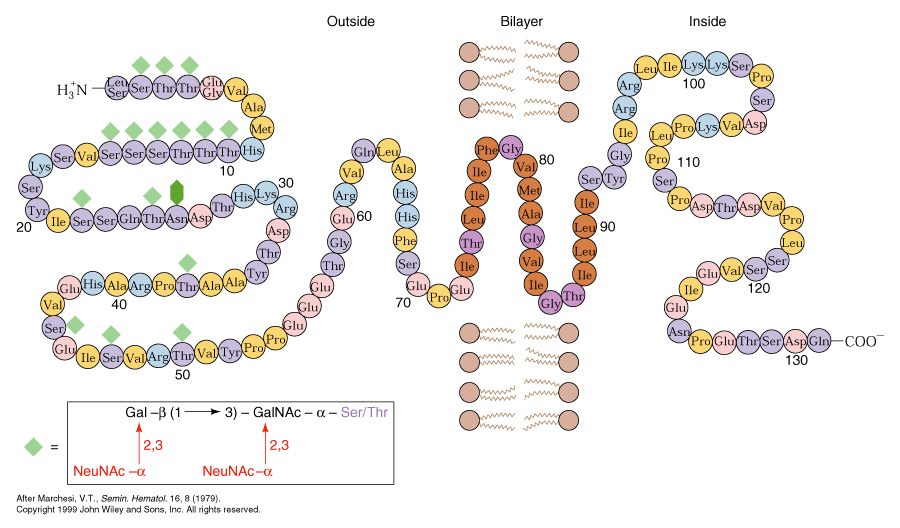 Outside Bilayer Inside
H₃⁺N
Leu Ser Ser Thr Thr Glu Gly Val
Ala
Met
His Thr Thr Thr Ser Ser Ser Val Ser Lys
10
Ser
Tyr
20
Ile Ser Ser Gln Thr Asn Asp Thr His Lys Arg
30
Asp
Thr
Tyr
Ala Ala Thr Pro Arg Ala His Glu
40
Val
Ser
Glu
Ile Ser Val Arg Thr Val Tyr Pro Pro
50
Glu
Glu
Glu
Thr
Gly
Glu
60
Arg
Val
Gln Leu
Ala
His
His
Phe
Ser
Glu Pro Glu
70
Ile
Thr
Leu
Ile
Ile
Phe Gly
Val
80
Met
Ala
Gly
Val
Ile
Gly Thr
Ile
Leu
Leu
90
Ile
Ser Tyr
Gly
Ile
Arg
Arg
Leu Ile Lys Lys Ser
100
Pro
Ser
Asp Val Lys Pro Leu
Pro
110
Ser
Pro Asp Thr Asp Val
Pro
Leu
Ser Ser Val Glu
120
Ile
Glu
Asn
Pro Glu Thr Ser Asp Gln COO⁻
130
Gal –β (1 → 3) – GalNAc – α – Ser/Thr
=
2,3 2,3
NeuNAc –α NeuNAc–α
After Marchesi, V.T., Semin. Hematol. 16, 8 (1979).
Copyright 1999 John Wiley and Sons, Inc. All rights reserved.